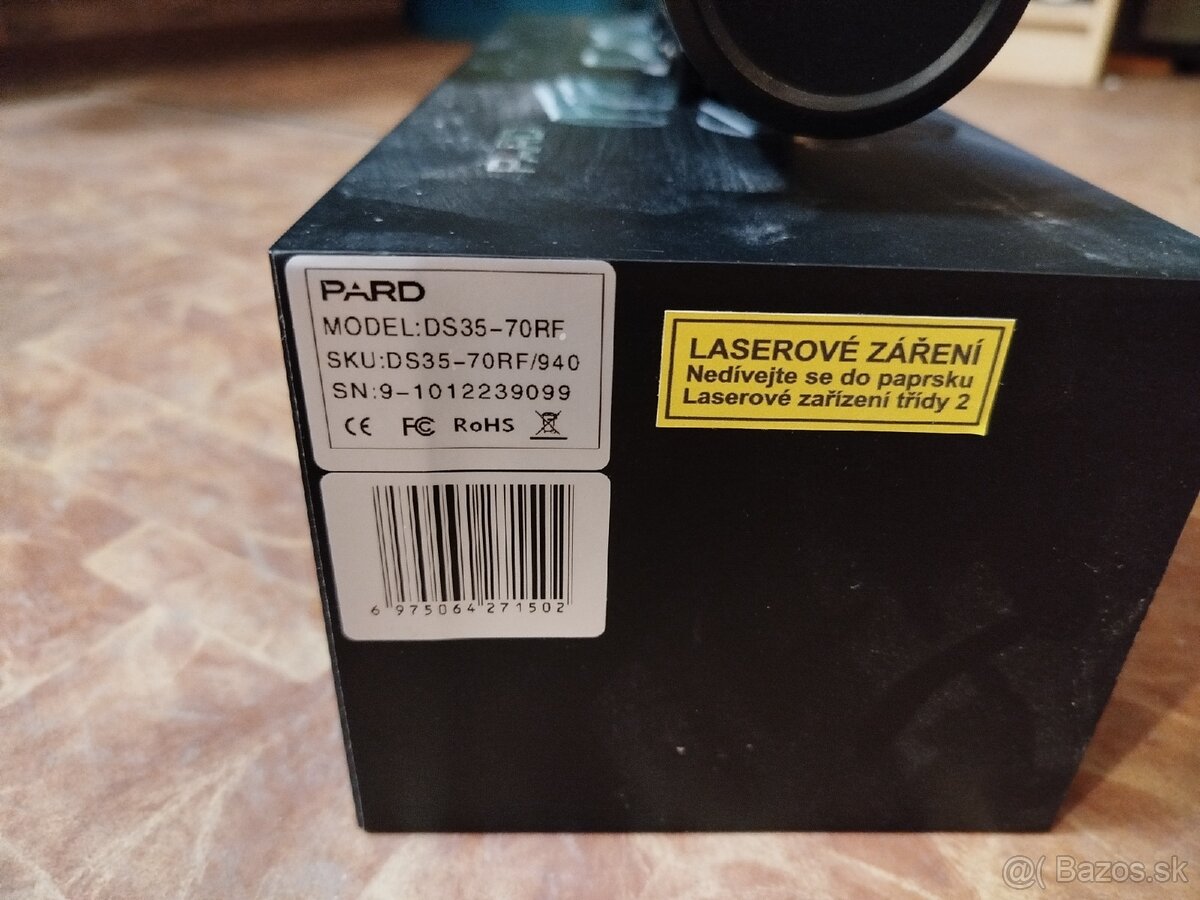 PARD
PARD
MODEL:DS35-70RF
SKU:DS35-70RF/940
SN:9-1012239099
CE FC RoHS
6 975064 271502
LASEROVÉ ZÁŘENÍ
Nedívejte se do paprsku
Laserové zařízení třídy 2
@( Bazos.sk